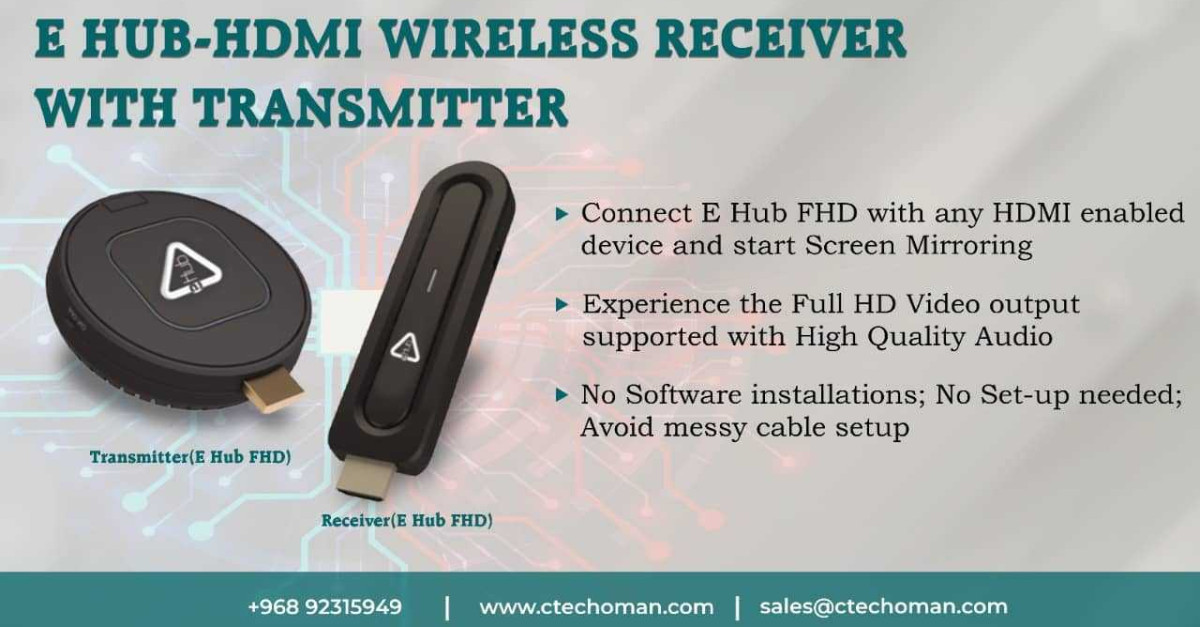 E HUB-HDMI WIRELESS RECEIVER
WITH TRANSMITTER
Connect E Hub FHD with any HDMI enabled
device and start Screen Mirroring
Experience the Full HD Video output
supported with High Quality Audio
No Software installations; No Set-up needed;
Avoid messy cable setup
Hub
Transmitter(E Hub FHD)
Receiver(E Hub FHD)
+968 92315949 | www.ctechoman.com | sales@ctechoman.com